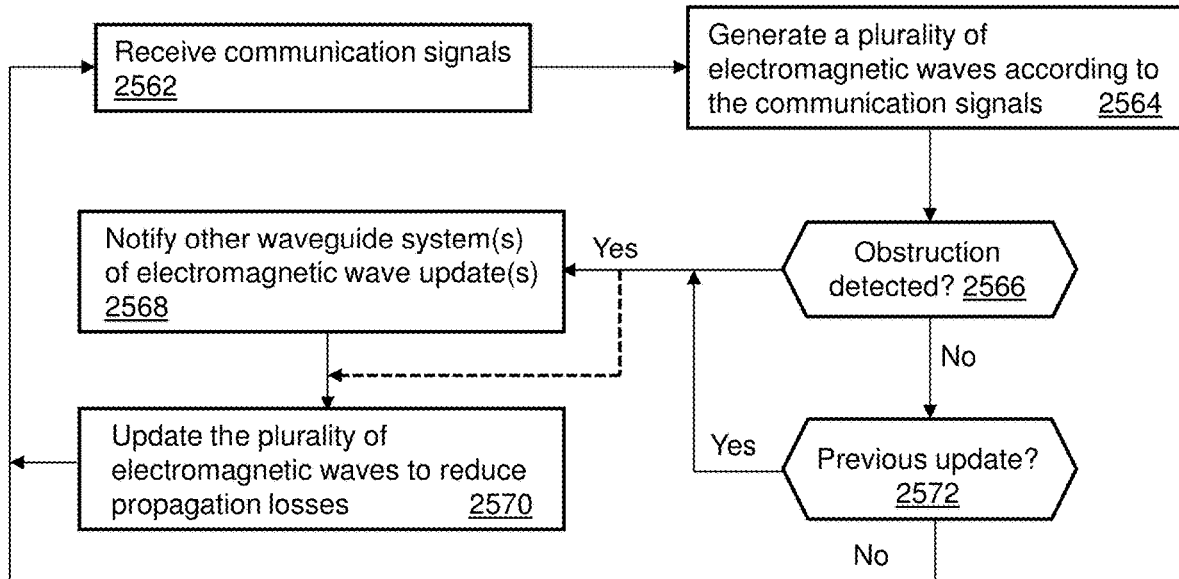 Receive communication signals
2562
Generate a plurality of
electromagnetic waves according to
the communication signals 2564
Notify other waveguide system(s)
of electromagnetic wave update(s)
2568
Yes
Obstruction
detected? 2566
No
Update the plurality of
electromagnetic waves to reduce
propagation losses 2570
Yes
Previous update?
2572
No